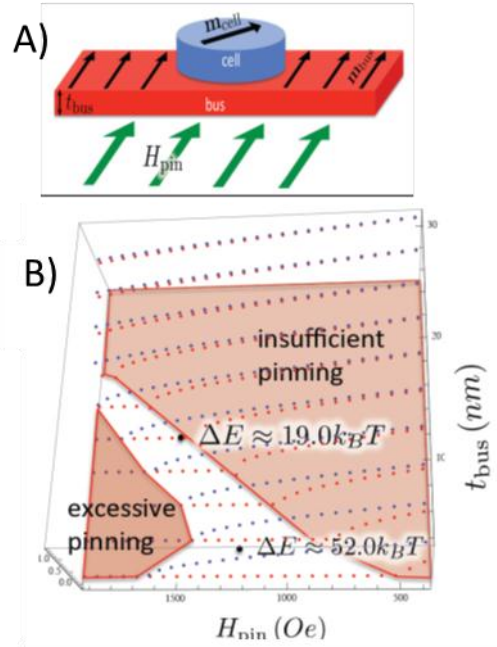 A)
m_cell
cell
m_bus
t_bus
bus
H_pin
B)
30
insufficient
pinning
20
t_bus (nm)
ΔE ≈ 19.0k_BT
10
excessive
pinning
ΔE ≈ 52.0k_BT
1.0
0.5
0.0
1500
1000
500
H_pin (Oe)